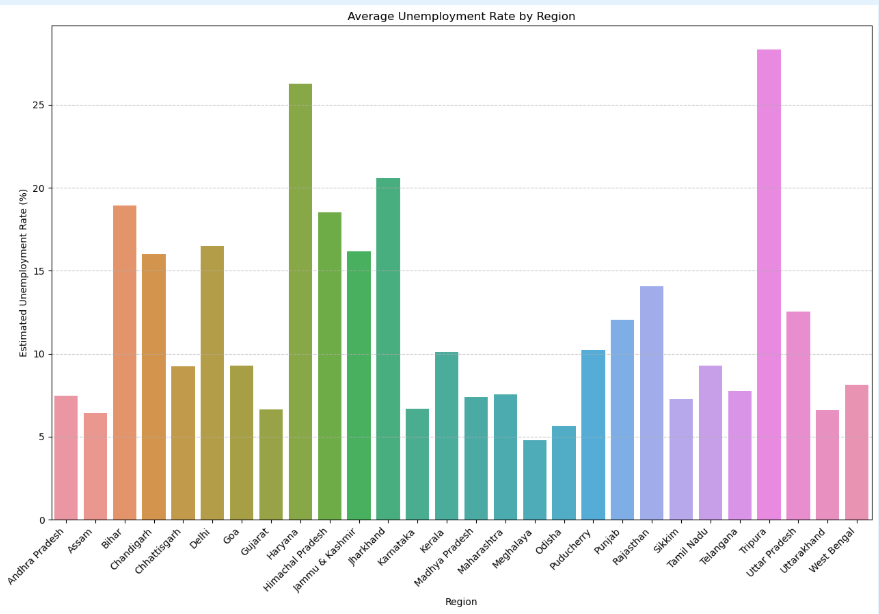 Average Unemployment Rate by Region
Estimated Unemployment Rate (%)
25
20
15
10
5
0
Andhra Pradesh
Assam
Bihar
Chandigarh
Chhattisgarh
Delhi
Goa
Gujarat
Haryana
Himachal Pradesh
Jammu & Kashmir
Jharkhand
Karnataka
Kerala
Madhya Pradesh
Maharashtra
Meghalaya
Odisha
Puducherry
Punjab
Rajasthan
Sikkim
Tamil Nadu
Telangana
Tripura
Uttar Pradesh
Uttarakhand
West Bengal
Region